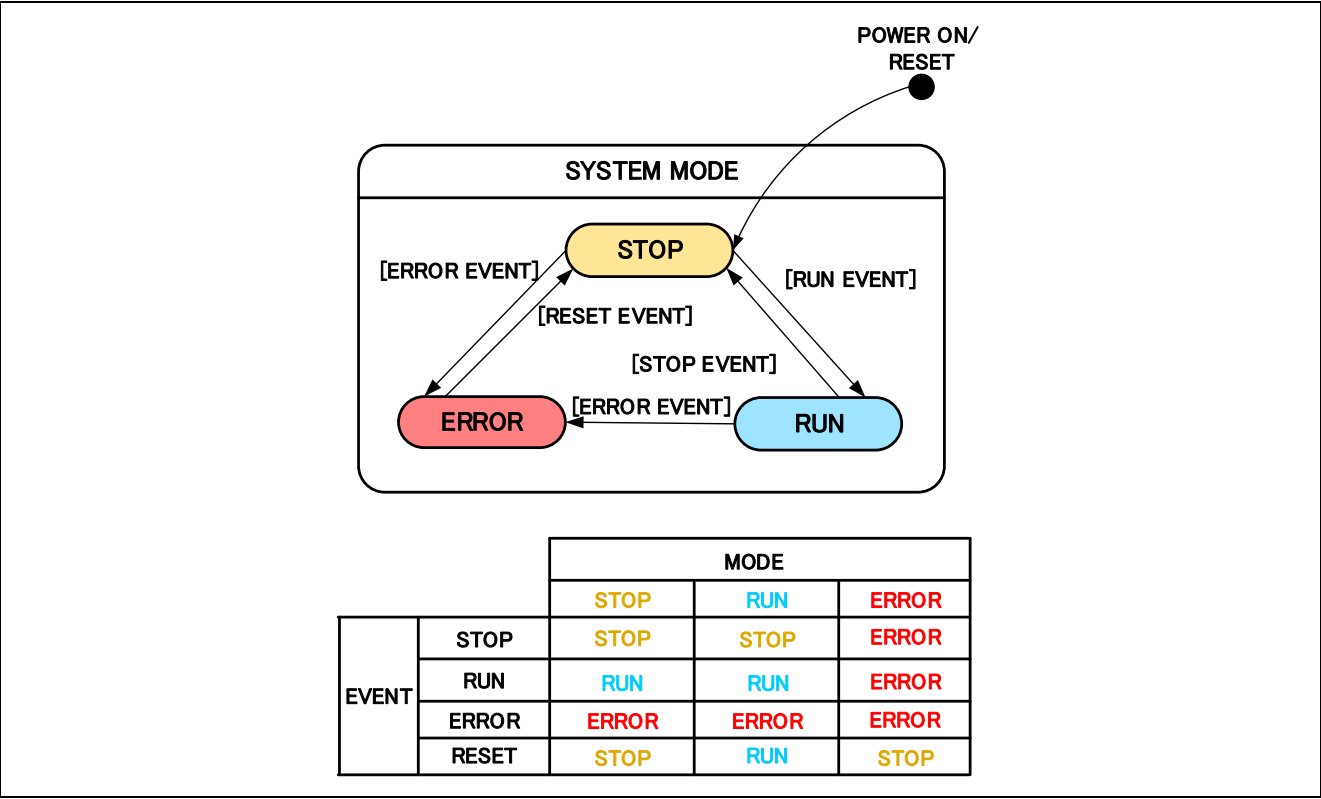 POWER ON/
RESET
SYSTEM MODE
STOP
[ERROR EVENT]
[RUN EVENT]
[RESET EVENT]
[STOP EVENT]
[ERROR EVENT]
ERROR
RUN
MODE
STOP RUN ERROR
EVENT
STOP STOP STOP ERROR
RUN RUN RUN ERROR
ERROR ERROR ERROR ERROR
RESET STOP RUN STOP